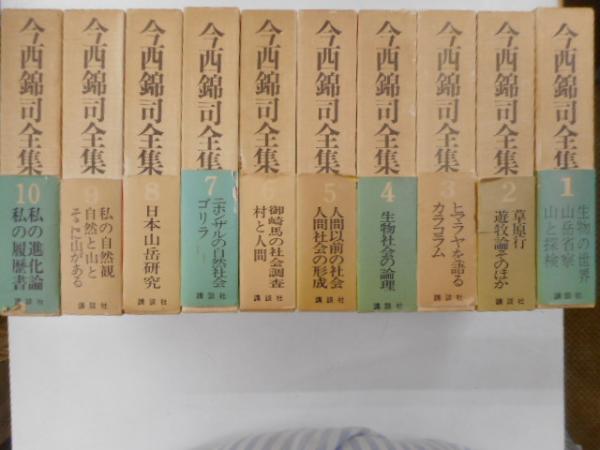 今西錦司全集
1
生物の世界
山岳省察
山と探検
今西錦司全集
2
草原行
遊牧論そのほか
講談社
今西錦司全集
3
ヒマラヤを語る
カラコラム
講談社
今西錦司全集
4
生物社会の論理
講談社
今西錦司全集
5
人間以前の社会
人間社会の形成
講談社
今西錦司全集
6
御崎馬の社会調査
村と人間
講談社
今西錦司全集
7
ニホンザルの自然社会
ゴリラ
講談社
今西錦司全集
8
日本山岳研究
講談社
今西錦司全集
9
私の自然観
自然と山と
そこに山がある
講談社
今西錦司全集
10
私の進化論
私の履歴書
講談社